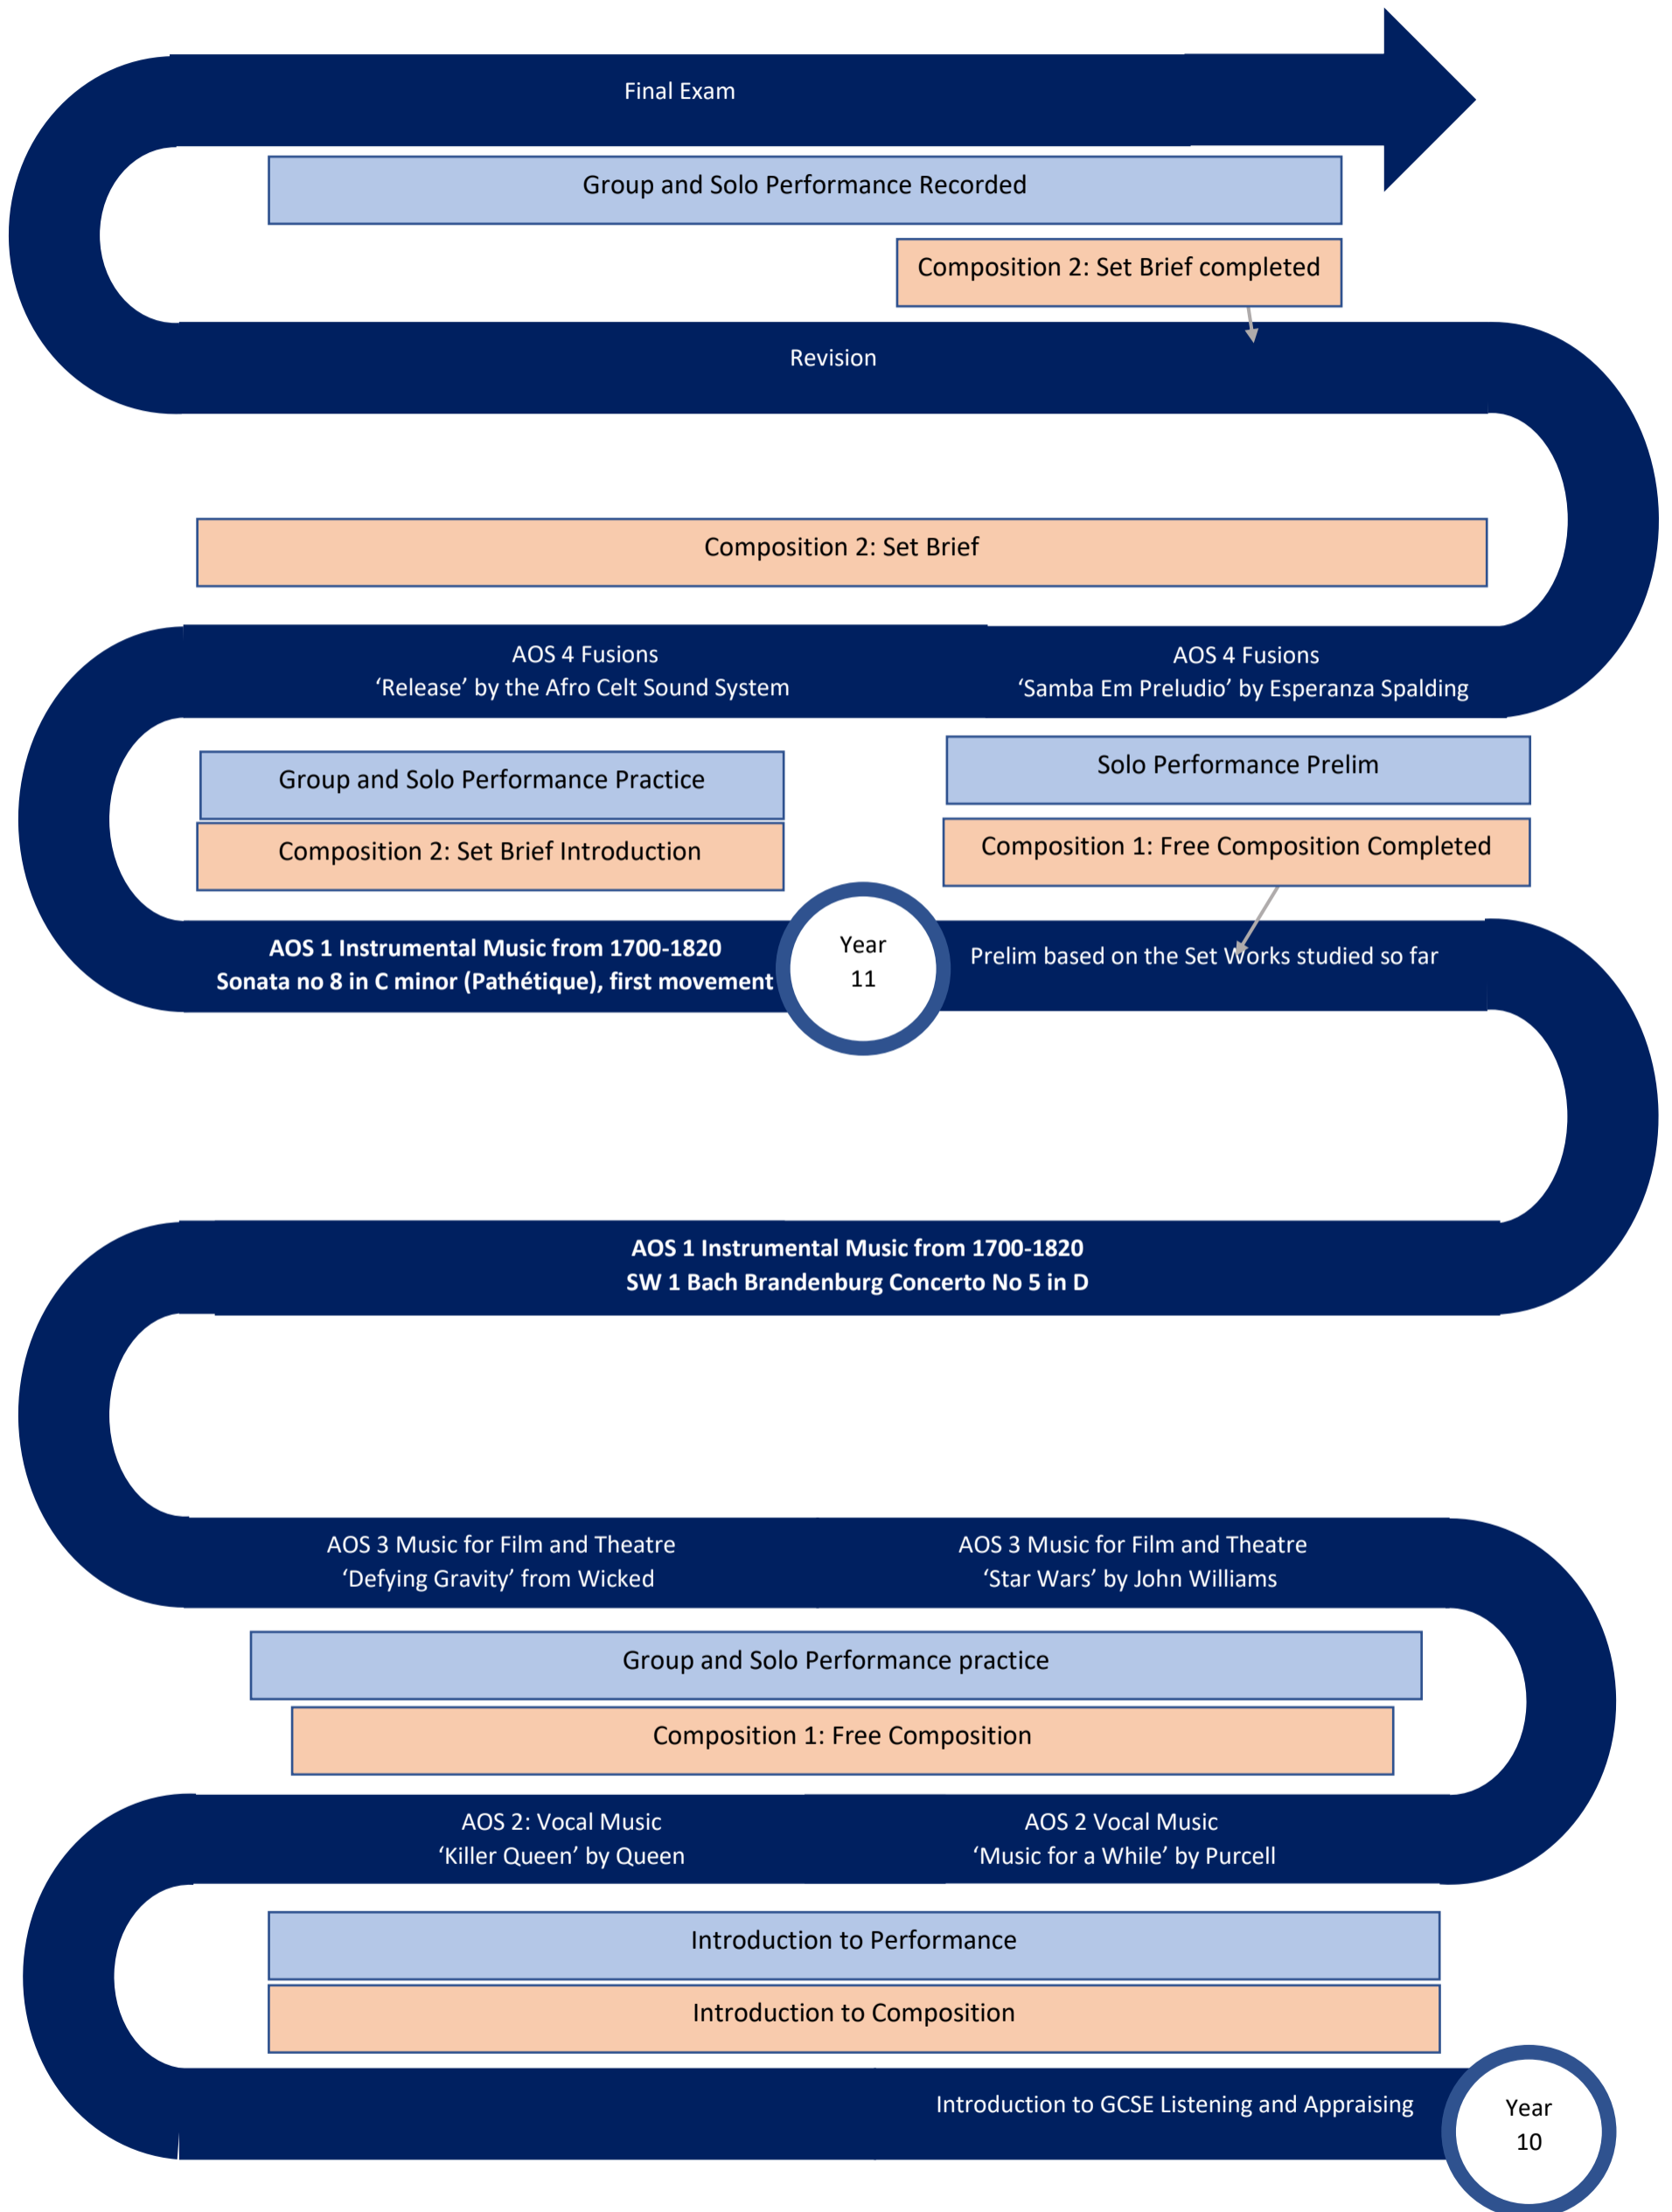 Final Exam
Group and Solo Performance Recorded
Composition 2: Set Brief completed
Revision
Composition 2: Set Brief
AOS 4 Fusions
‘Release’ by the Afro Celt Sound System
AOS 4 Fusions
‘Samba Em Preludio’ by Esperanza Spalding
Group and Solo Performance Practice
Composition 2: Set Brief Introduction
Solo Performance Prelim
Composition 1: Free Composition Completed
AOS 1 Instrumental Music from 1700-1820
Sonata no 8 in C minor (Pathétique), first movement
Year
11
Prelim based on the Set Works studied so far
AOS 1 Instrumental Music from 1700-1820
SW 1 Bach Brandenburg Concerto No 5 in D
AOS 3 Music for Film and Theatre
‘Defying Gravity’ from Wicked
AOS 3 Music for Film and Theatre
‘Star Wars’ by John Williams
Group and Solo Performance practice
Composition 1: Free Composition
AOS 2: Vocal Music
‘Killer Queen’ by Queen
AOS 2 Vocal Music
‘Music for a While’ by Purcell
Introduction to Performance
Introduction to Composition
Introduction to GCSE Listening and Appraising
Year
10